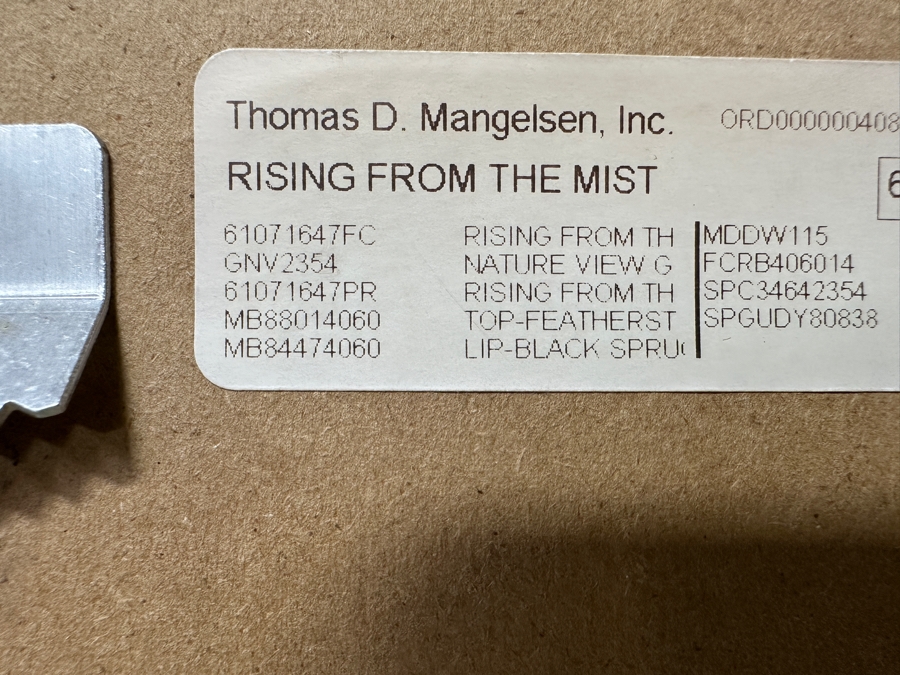 Thomas D. Mangelsen, Inc. ORD000000408
RISING FROM THE MIST 6
61071647FC RISING FROM TH MDDW115
GNV2354 NATURE VIEW G FCRB406014
61071647PR RISING FROM TH SPC34642354
MB88014060 TOP-FEATHERST SPGUDY80838
MB84474060 LIP-BLACK SPRU